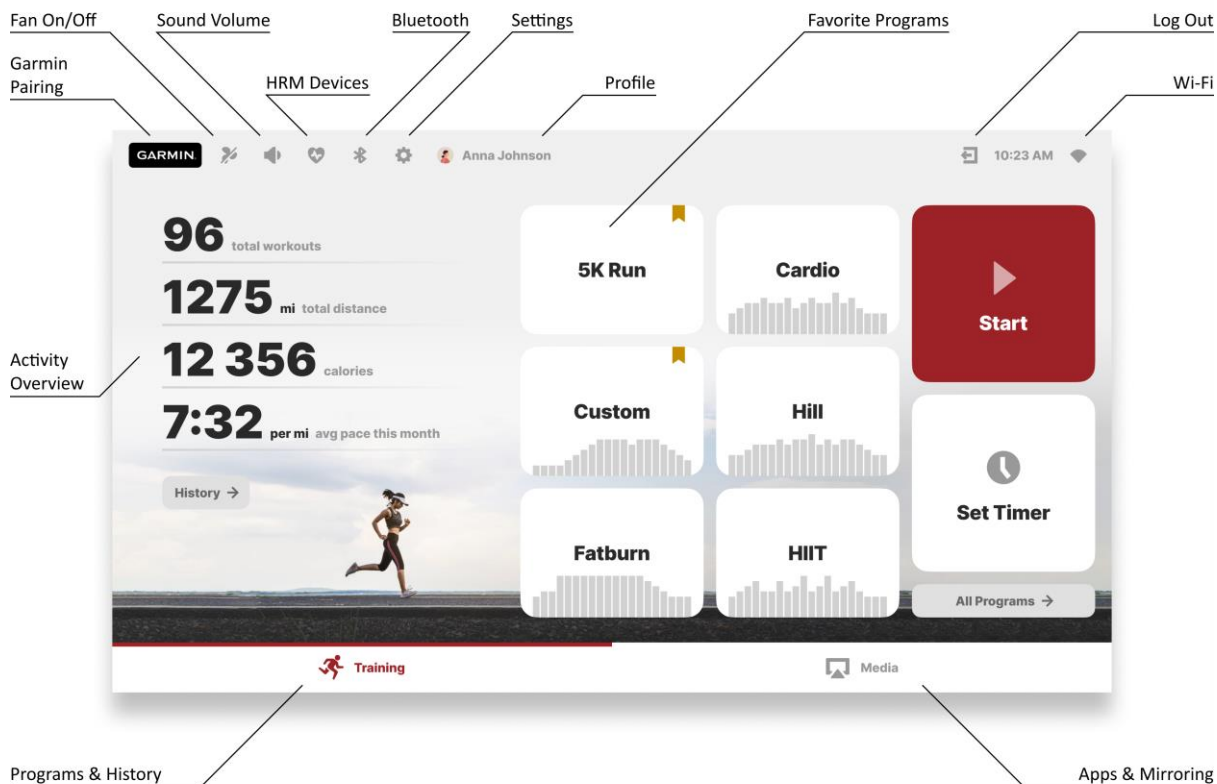 Fan On/Off
Sound Volume
Bluetooth
Settings
Favorite Programs
Log Out
Garmin
Pairing
HRM Devices
Profile
Wi-Fi
GARMIN.
Anna Johnson
10:23 AM
96 total workouts
1275 mi total distance
12 356 calories
7:32 per mi avg pace this month
History →
Activity
Overview
5K Run
Cardio
Start
Custom
Hill
Set Timer
Fatburn
HIIT
All Programs →
Training
Media
Programs & History
Apps & Mirroring